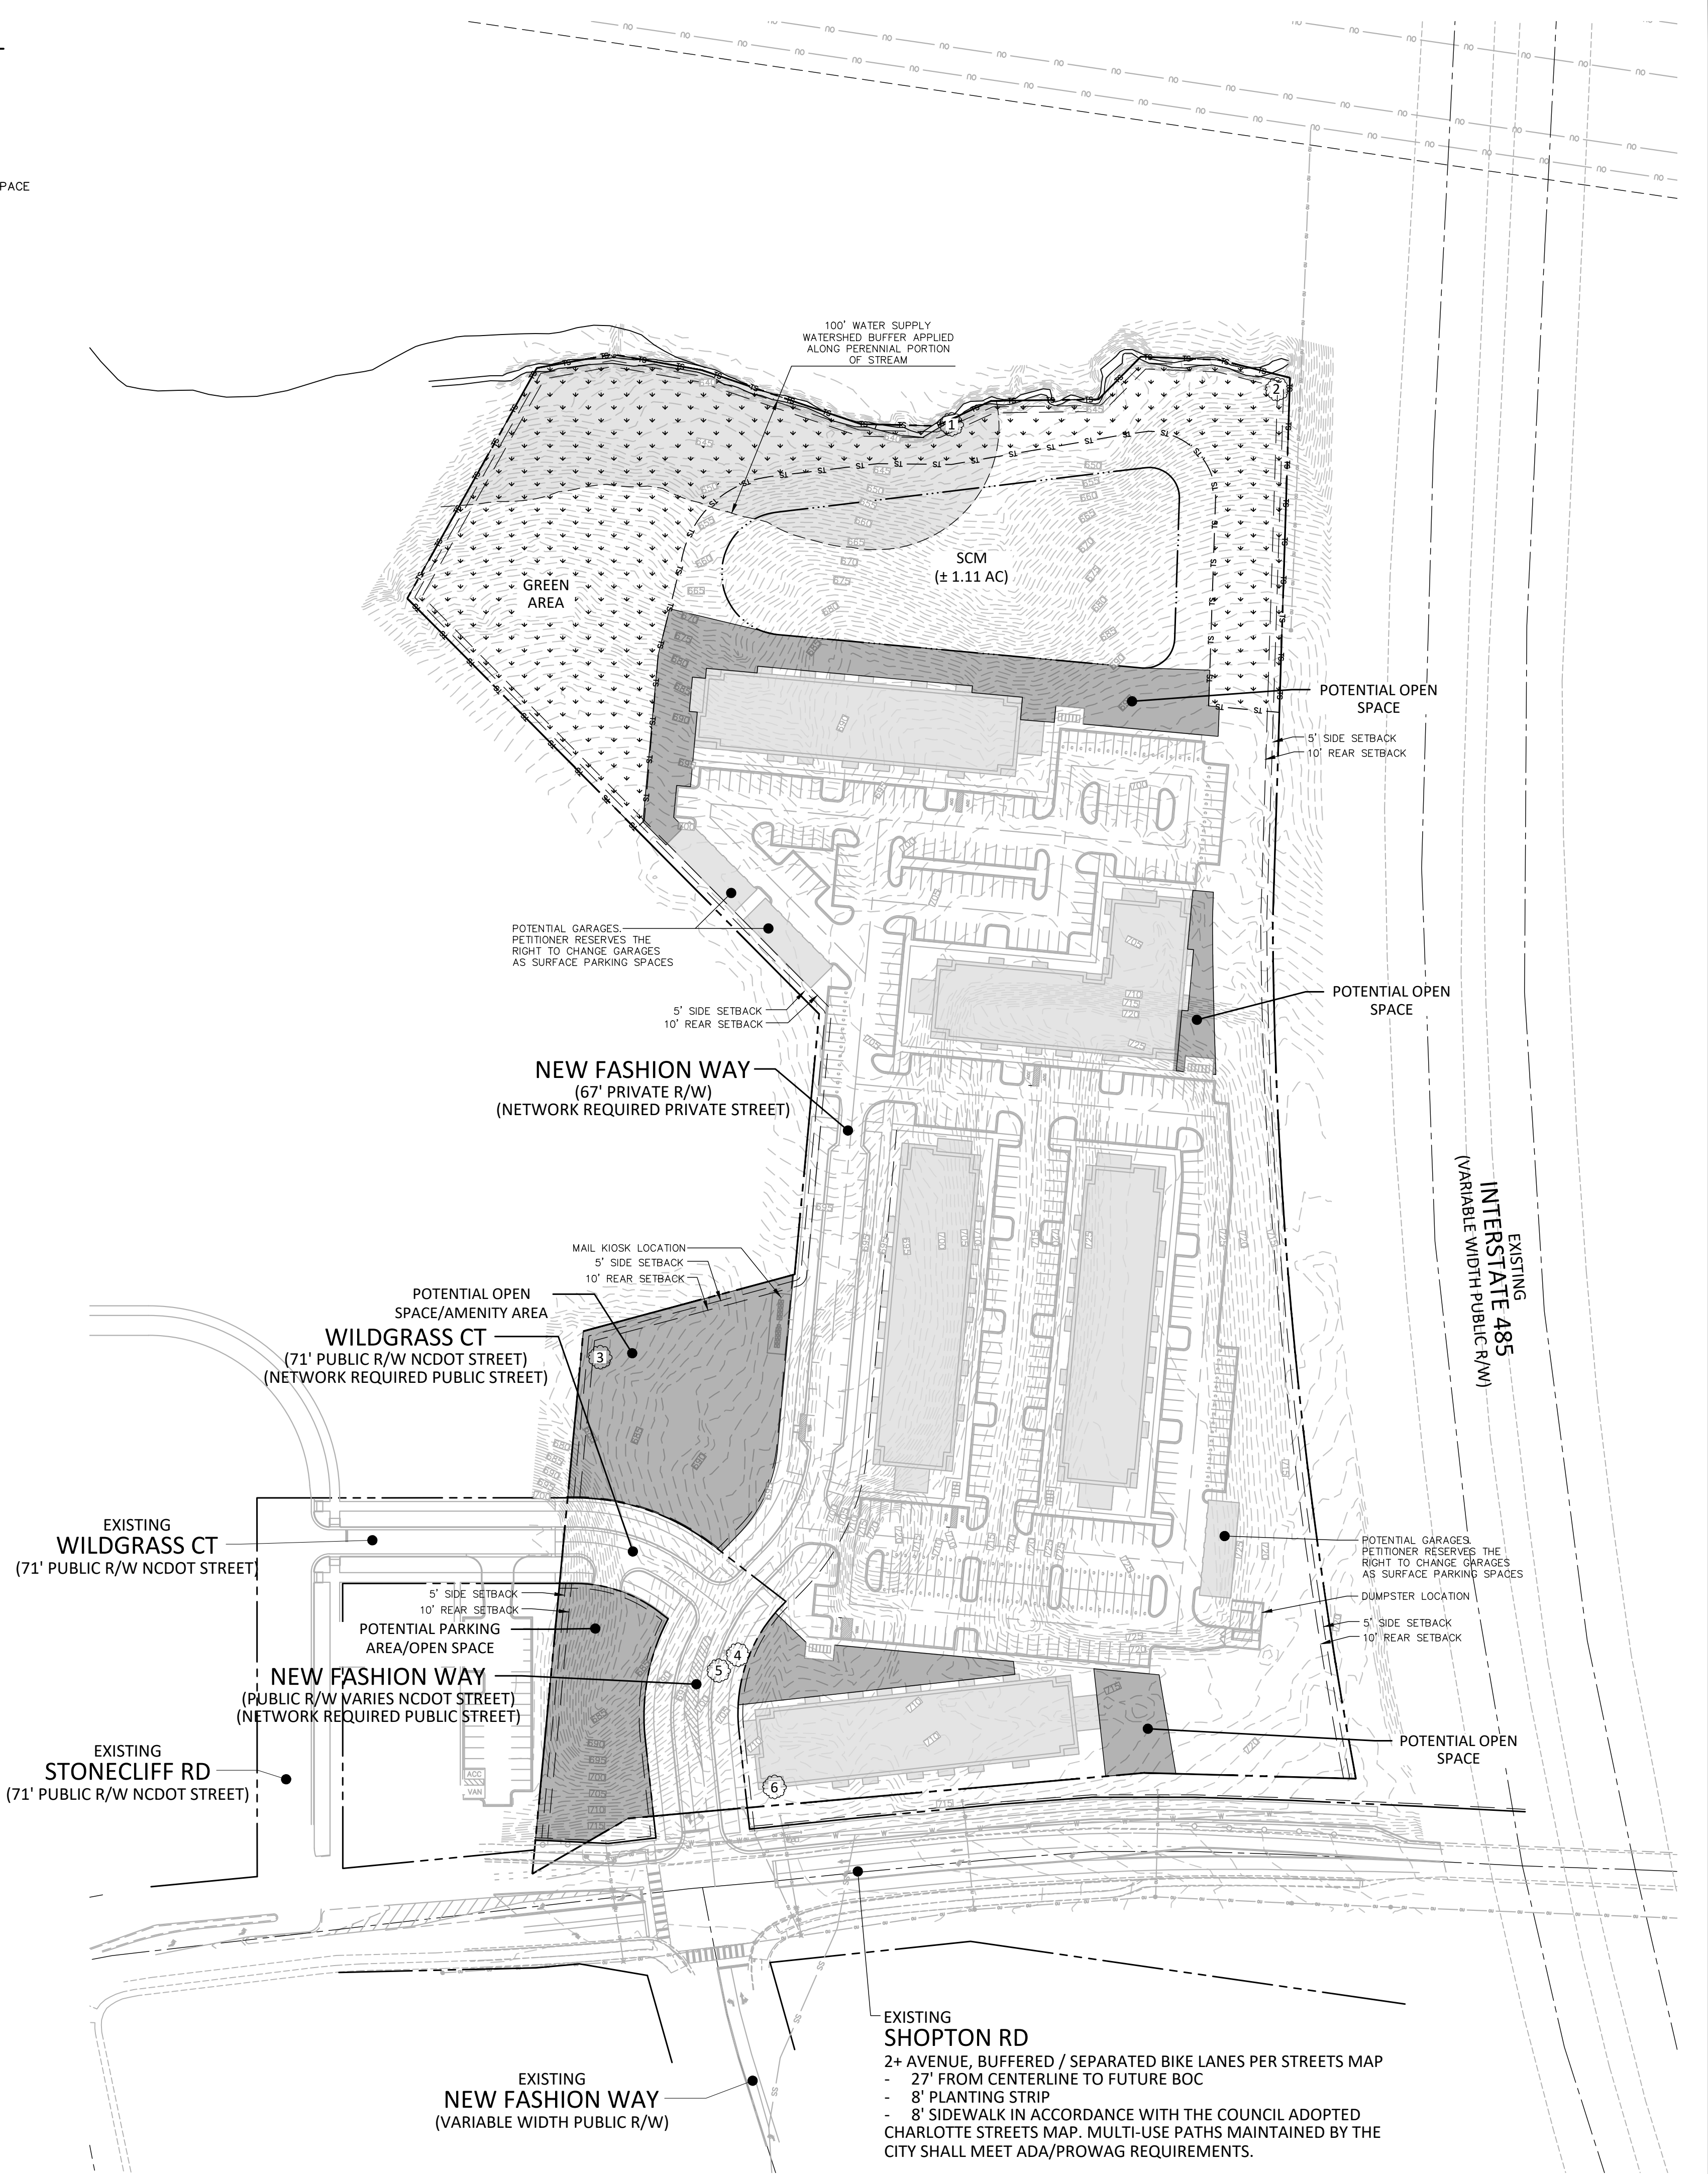 PACE
100' WATER SUPPLY
WATERSHED BUFFER APPLIED
ALONG PERENNIAL PORTION
OF STREAM
1
2
SCM
(± 1.11 AC)
GREEN
AREA
POTENTIAL OPEN
SPACE
5' SIDE SETBACK
10' REAR SETBACK
POTENTIAL GARAGES.
PETITIONER RESERVES THE
RIGHT TO CHANGE GARAGES
AS SURFACE PARKING SPACES
5' SIDE SETBACK
10' REAR SETBACK
POTENTIAL OPEN
SPACE
NEW FASHION WAY
(67' PRIVATE R/W)
(NETWORK REQUIRED PRIVATE STREET)
EXISTING
INTERSTATE 485
(VARIABLE WIDTH PUBLIC R/W)
MAIL KIOSK LOCATION
5' SIDE SETBACK
10' REAR SETBACK
POTENTIAL OPEN
SPACE/AMENITY AREA
WILDGRASS CT
(71' PUBLIC R/W NCDOT STREET)
(NETWORK REQUIRED PUBLIC STREET)
3
EXISTING
WILDGRASS CT
(71' PUBLIC R/W NCDOT STREET)
POTENTIAL GARAGES.
PETITIONER RESERVES THE
RIGHT TO CHANGE GARAGES
AS SURFACE PARKING SPACES
DUMPSTER LOCATION
5' SIDE SETBACK
10' REAR SETBACK
5' SIDE SETBACK
10' REAR SETBACK
POTENTIAL PARKING
AREA/OPEN SPACE
4
5
NEW FASHION WAY
(PUBLIC R/W VARIES NCDOT STREET)
(NETWORK REQUIRED PUBLIC STREET)
POTENTIAL OPEN
SPACE
EXISTING
STONECLIFF RD
(71' PUBLIC R/W NCDOT STREET)
ACC
VAN
6
EXISTING
SHOPTON RD
2+ AVENUE, BUFFERED / SEPARATED BIKE LANES PER STREETS MAP
- 27' FROM CENTERLINE TO FUTURE BOC
- 8' PLANTING STRIP
- 8' SIDEWALK IN ACCORDANCE WITH THE COUNCIL ADOPTED
CHARLOTTE STREETS MAP. MULTI-USE PATHS MAINTAINED BY THE
CITY SHALL MEET ADA/PROWAG REQUIREMENTS.
EXISTING
NEW FASHION WAY
(VARIABLE WIDTH PUBLIC R/W)